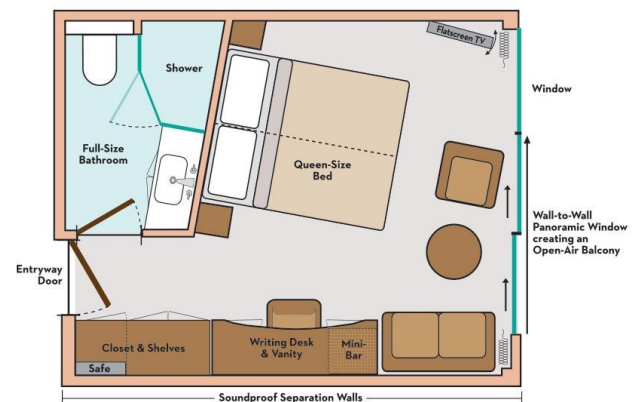 Flatscreen TV
Shower
Window
Full-Size
Bathroom
Queen-Size
Bed
Wall-to-Wall
Panoramic Window
creating an
Open-Air Balcony
Entryway
Door
Closet & Shelves
Safe
Writing Desk
& Vanity
Mini-
Bar
Soundproof Separation Walls